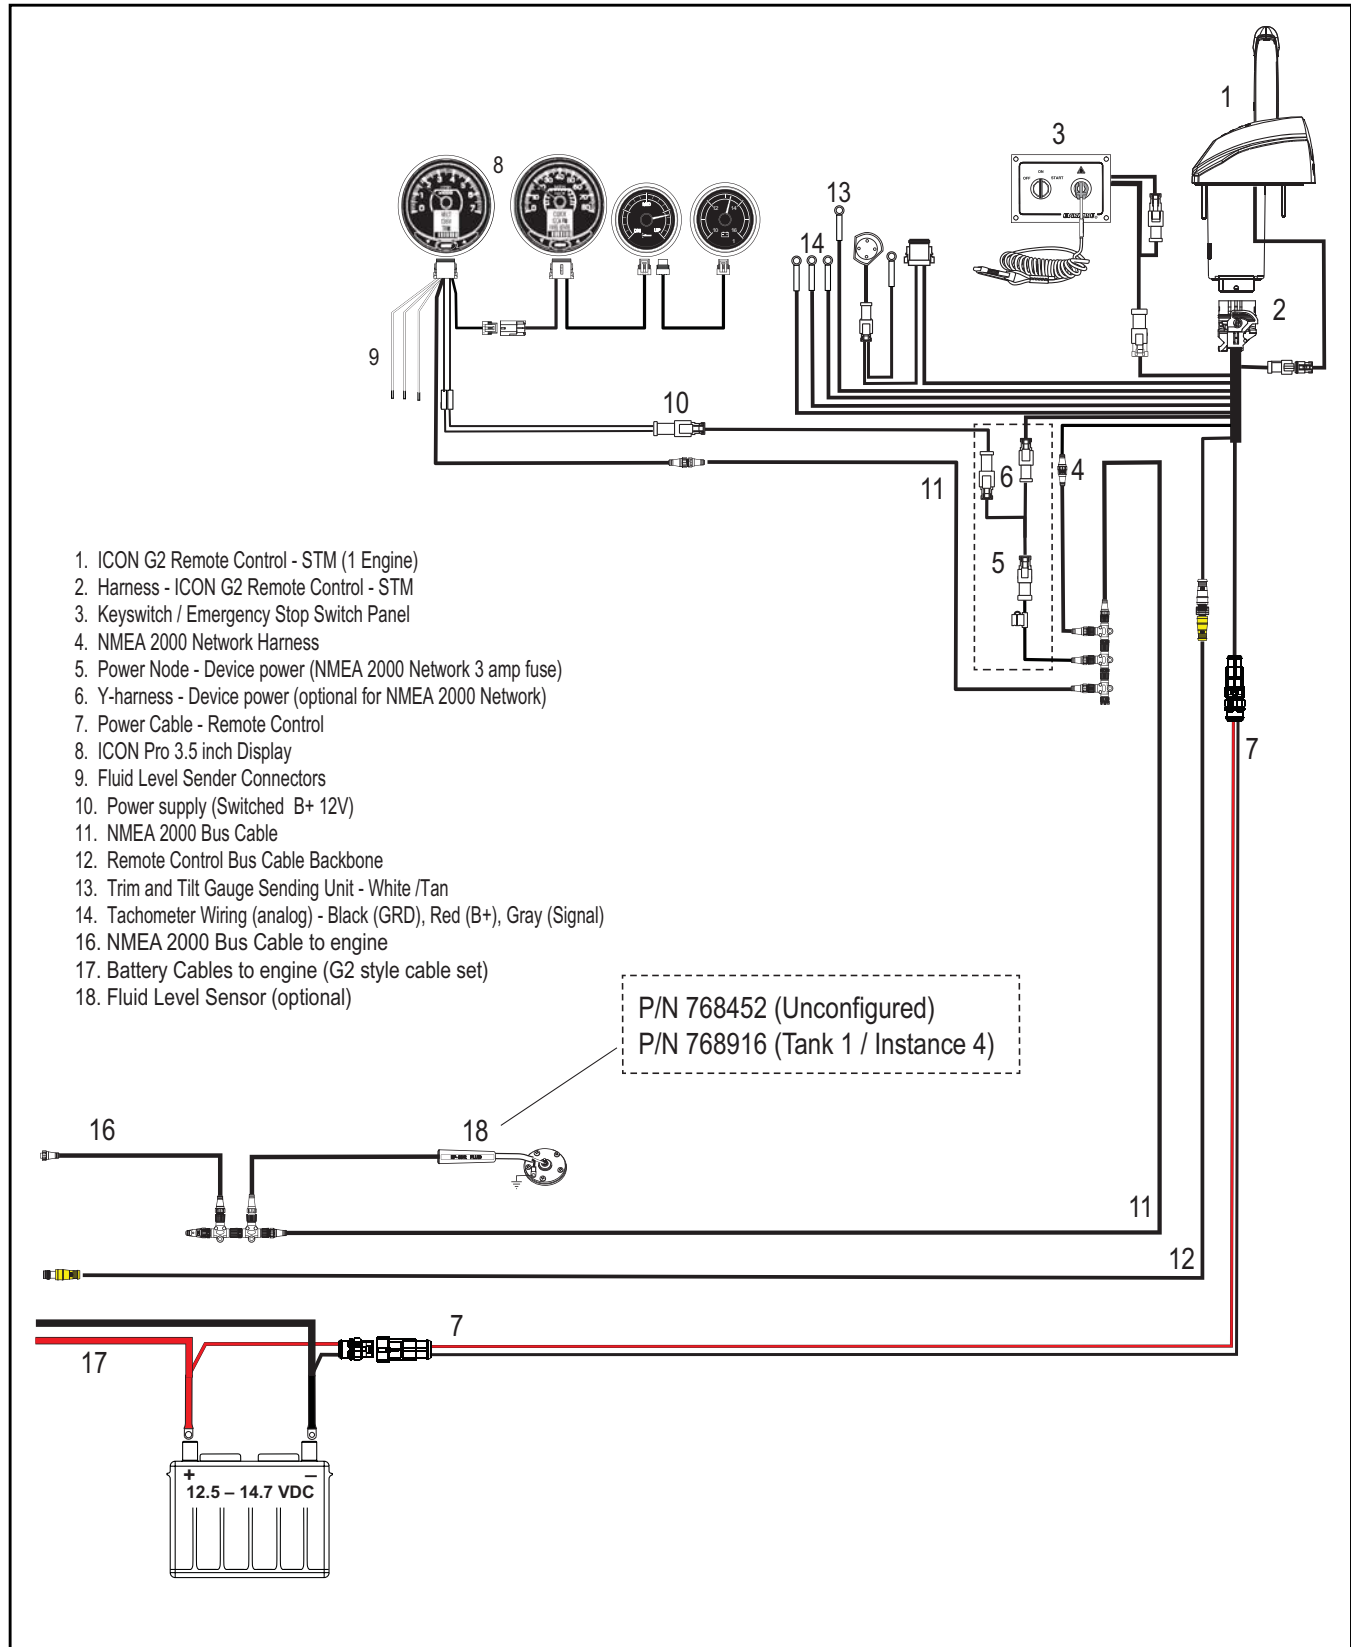 1
3
8
13
OFF
ON
START
14
2
9
10
11
6
4
5
1. ICON G2 Remote Control - STM (1 Engine)
2. Harness - ICON G2 Remote Control - STM
3. Keyswitch / Emergency Stop Switch Panel
4. NMEA 2000 Network Harness
5. Power Node - Device power (NMEA 2000 Network 3 amp fuse)
6. Y-harness - Device power (optional for NMEA 2000 Network)
7. Power Cable - Remote Control
8. ICON Pro 3.5 inch Display
9. Fluid Level Sender Connectors
10. Power supply (Switched B+ 12V)
11. NMEA 2000 Bus Cable
12. Remote Control Bus Cable Backbone
13. Trim and Tilt Gauge Sending Unit - White /Tan
14. Tachometer Wiring (analog) - Black (GRD), Red (B+), Gray (Signal)
16. NMEA 2000 Bus Cable to engine
17. Battery Cables to engine (G2 style cable set)
18. Fluid Level Sensor (optional)
7
P/N 768452 (Unconfigured)
P/N 768916 (Tank 1 / Instance 4)
16
18
11
12
7
17
+ –
12.5 – 14.7 VDC